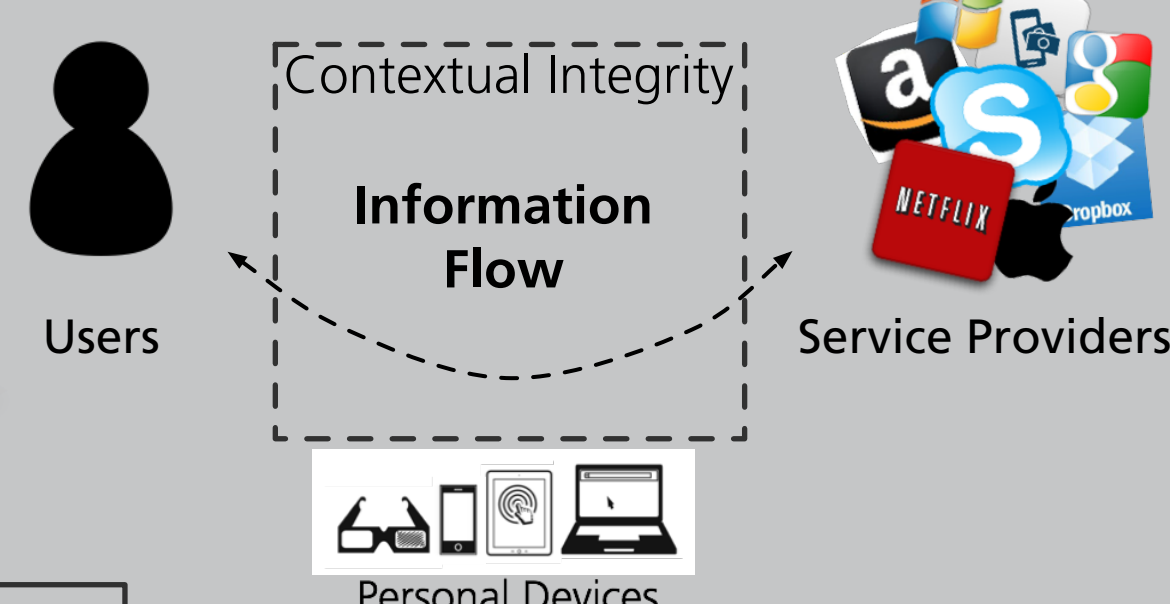 Contextual Integrity
Information
Flow
a
S
g
NETFLIX
ropbox
Users
Service Providers
Personal Devices